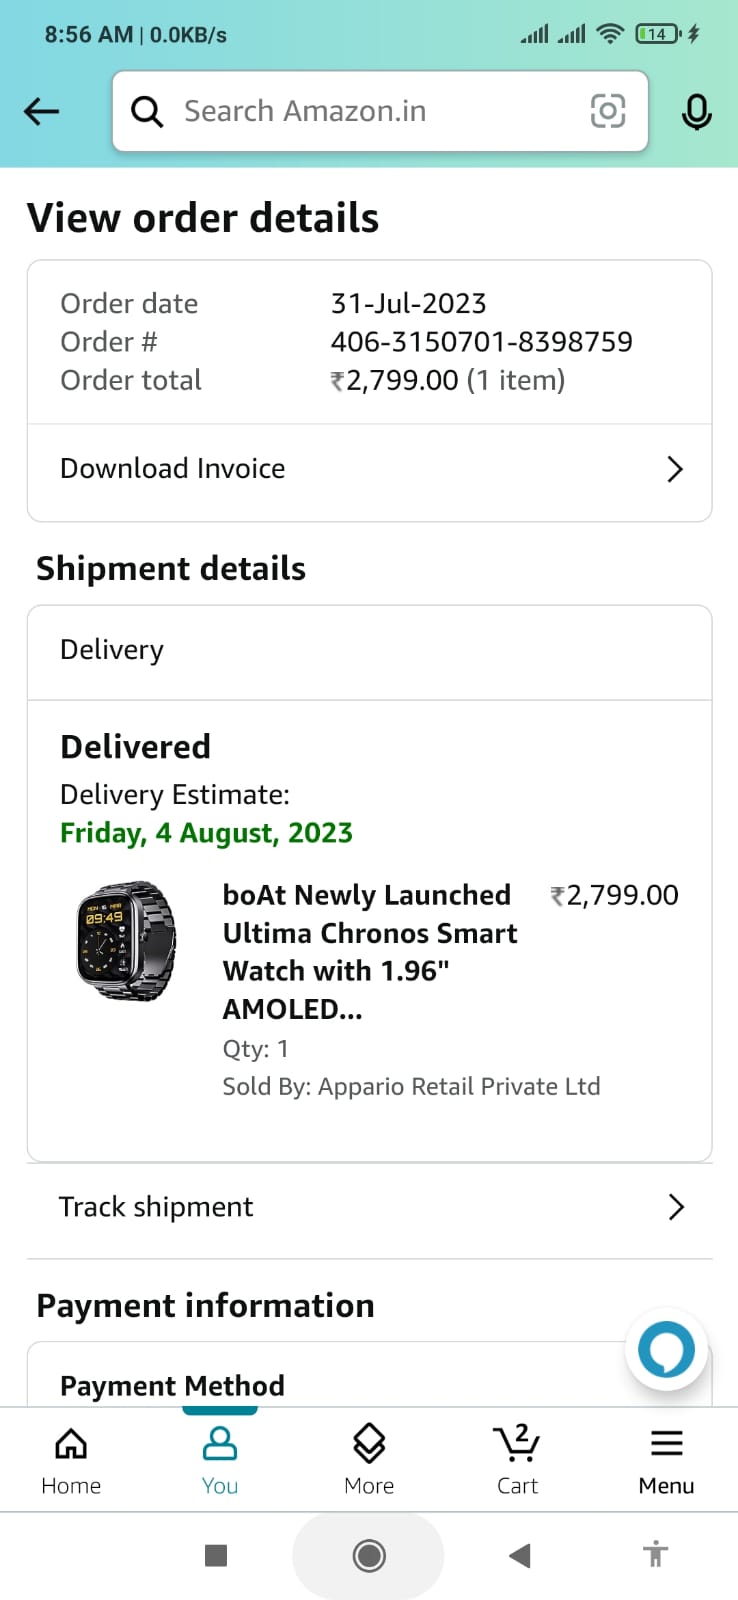 8:56 AM | 0.0KB/s
14
Search Amazon.in
View order details
Order date 31-Jul-2023
Order # 406-3150701-8398759
Order total ₹2,799.00 (1 item)
Download Invoice
Shipment details
Delivery
Delivered
Delivery Estimate:
Friday, 4 August, 2023
09:49
boAt Newly Launched ₹2,799.00
Ultima Chronos Smart
Watch with 1.96"
AMOLED...
Qty: 1
Sold By: Appario Retail Private Ltd
Track shipment
Payment information
Payment Method
2
Home You More Cart Menu